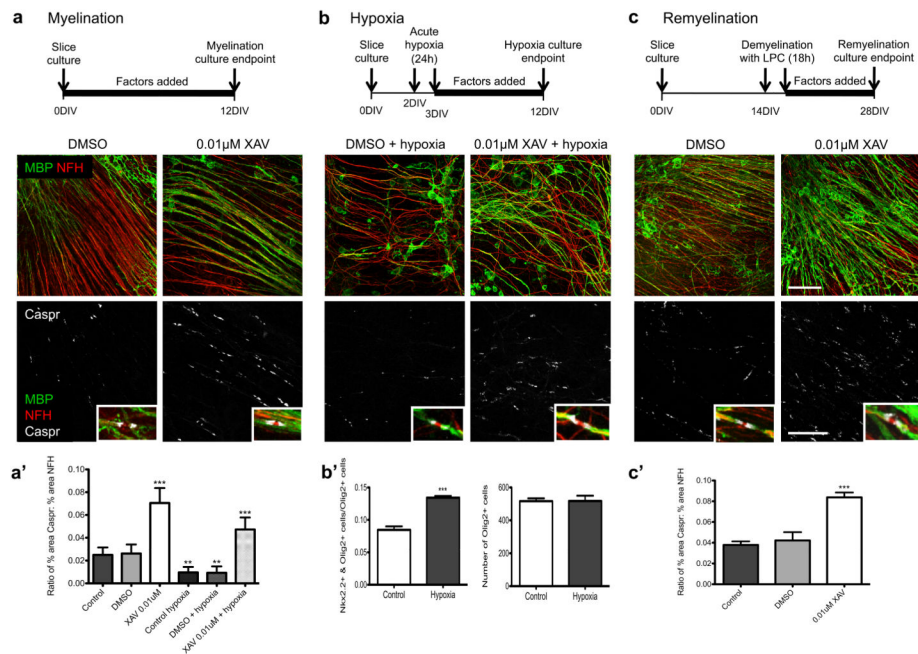 a Myelination
Slice culture
Myelination culture endpoint
Factors added
0DIV
12DIV
DMSO
0.01µM XAV
MBP NFH
Caspr
MBP
NFH
Caspr
a'
Ratio of % area Caspr: % area NFH
0.10
0.08
0.06
0.04
0.02
0.00
***
**
**
***
Control
DMSO
XAV 0.01uM
Control hypoxia
DMSO + hypoxia
XAV 0.01uM + hypoxia
b Hypoxia
Slice culture
Acute hypoxia (24h)
Hypoxia culture endpoint
Factors added
0DIV
2DIV
3DIV
12DIV
DMSO + hypoxia
0.01µM XAV + hypoxia
b'
Nkx2.2+ & Olig2+ cells/Olig2+ cells
0.15
0.10
0.05
0.00
***
Control
Hypoxia
Number of Olig2+ cells
600
400
200
0
Control
Hypoxia
c Remyelination
Slice culture
Demyelination with LPC (18h)
Remyelination culture endpoint
Factors added
0DIV
14DIV
28DIV
DMSO
0.01µM XAV
c'
Ratio of % area Caspr: % area NFH
0.10
0.08
0.06
0.04
0.02
0.00
***
Control
DMSO
0.01uM XAV